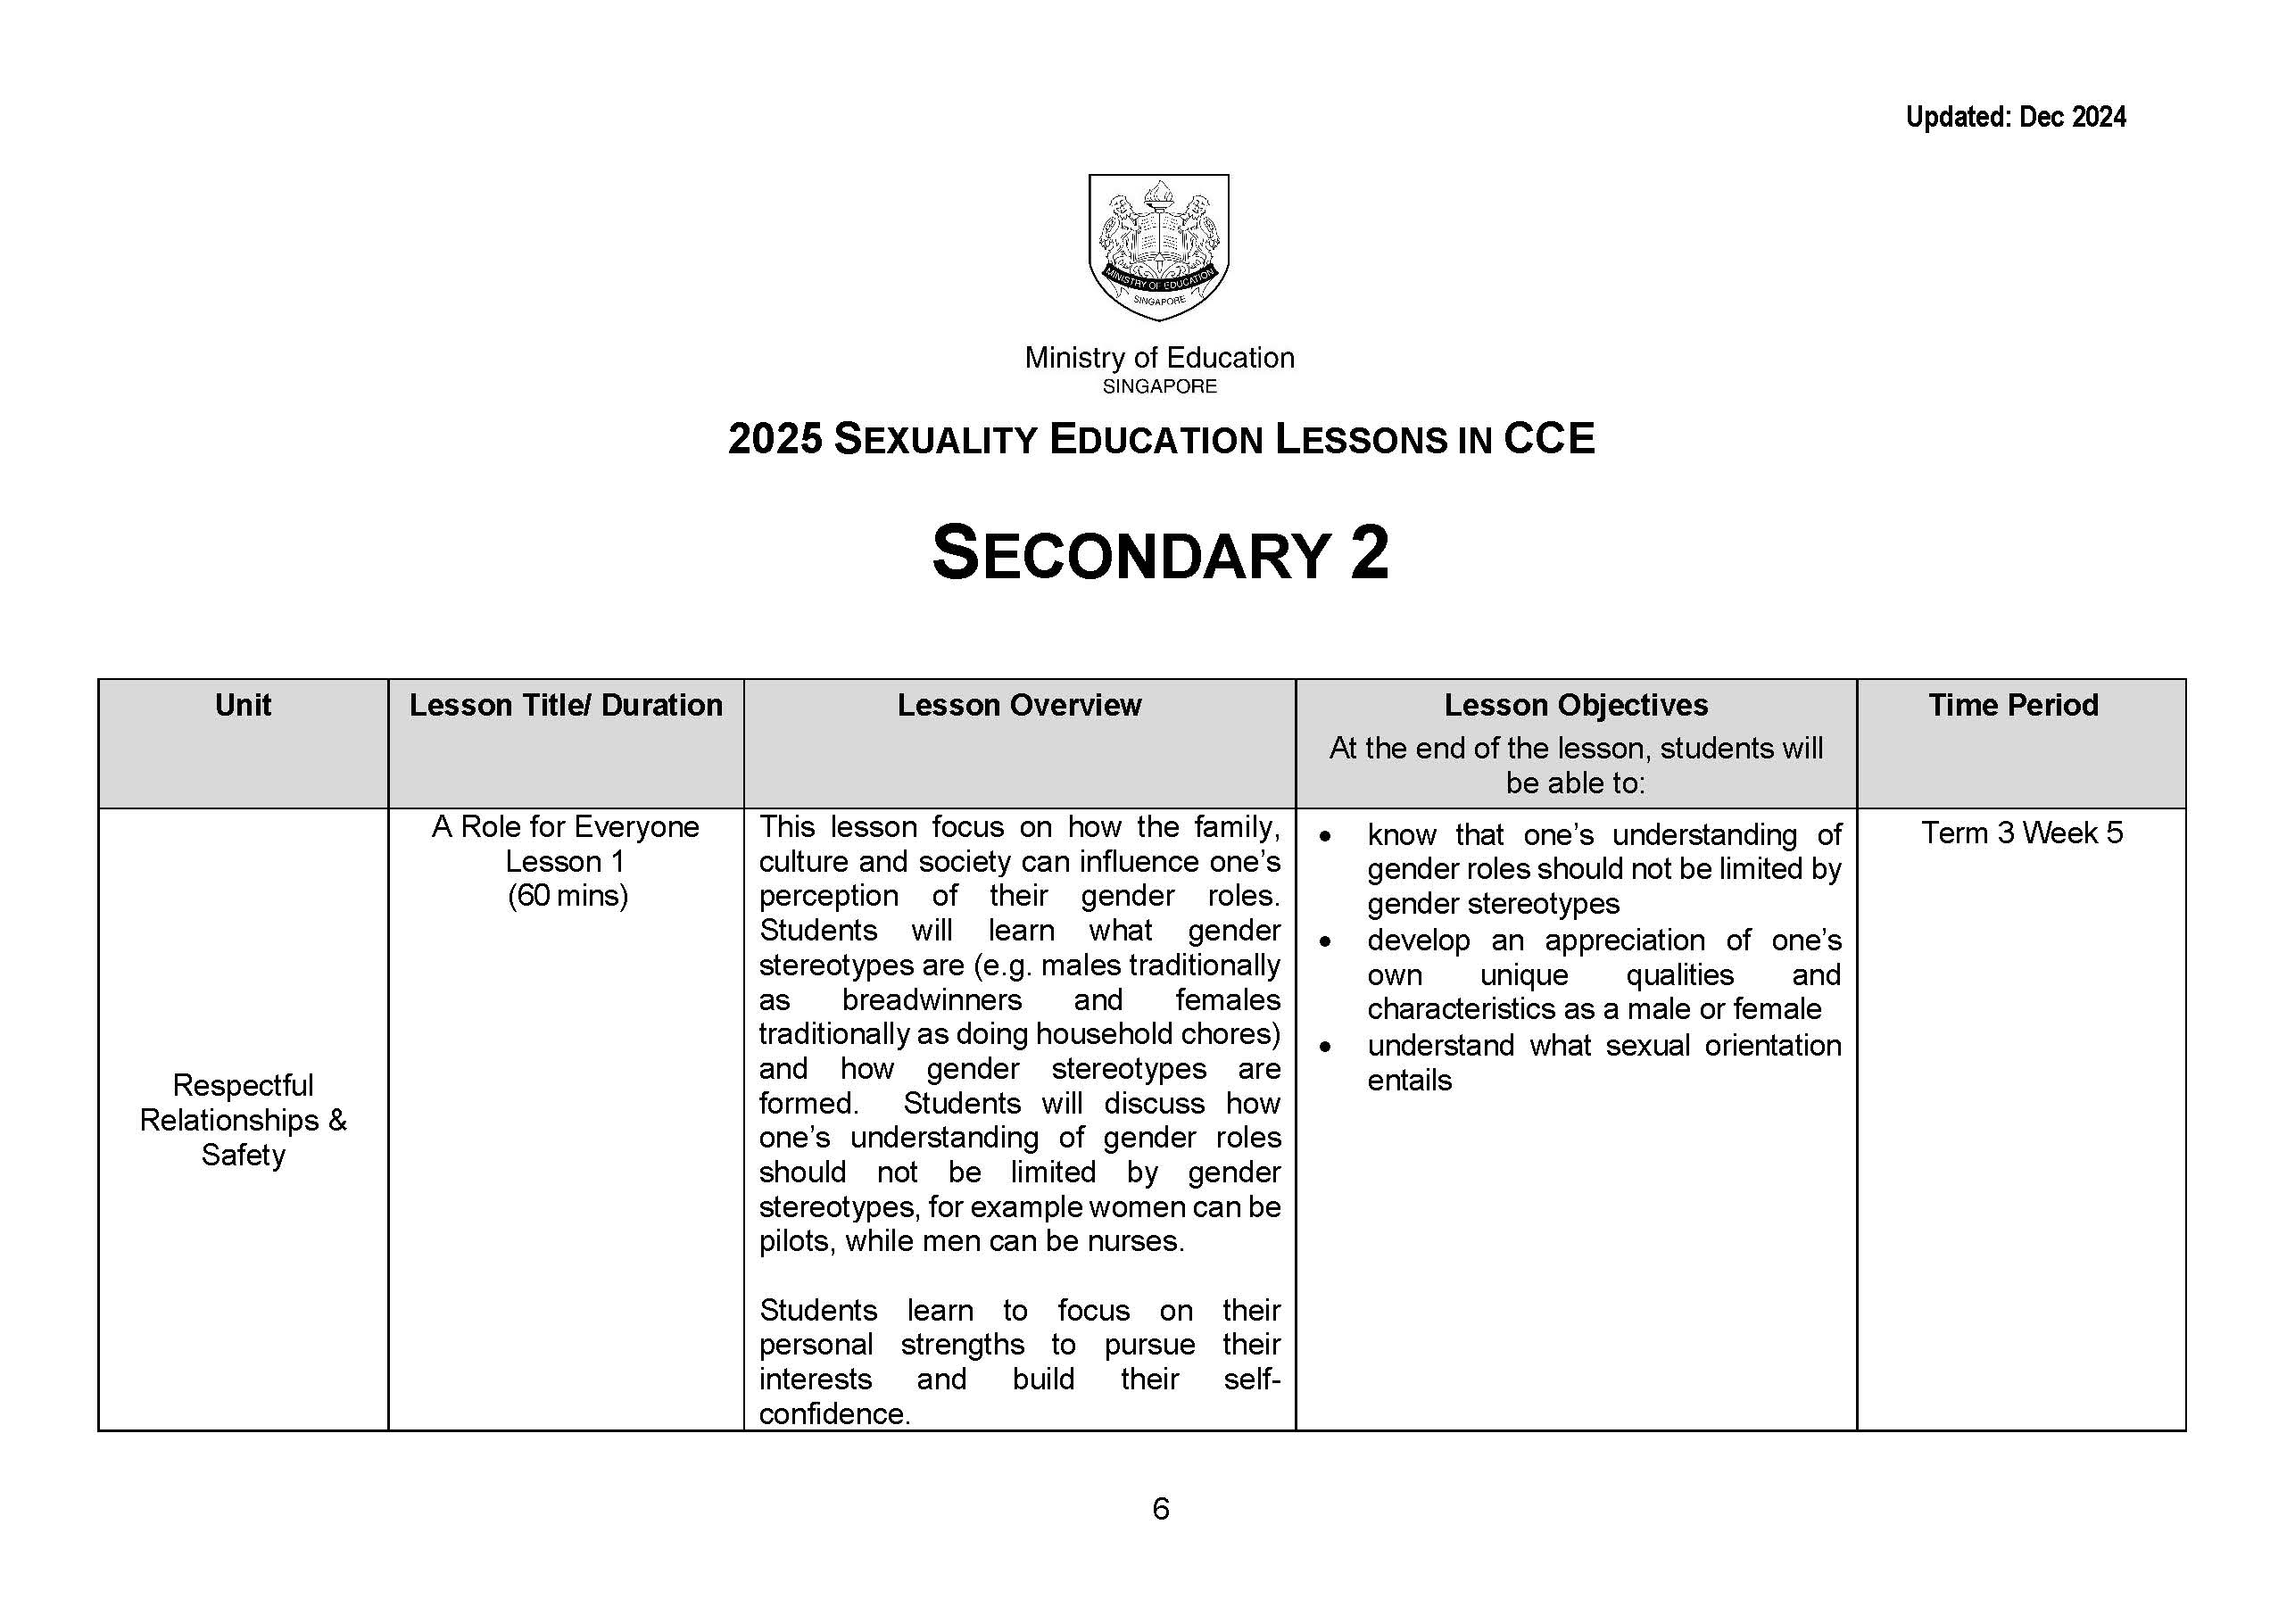 Updated: Dec 2024
MINISTRY OF EDUCATION
SINGAPORE
Ministry of Education
SINGAPORE
2025 SEXUALITY EDUCATION LESSONS IN CCE
SECONDARY 2
Unit
Lesson Title/ Duration
Lesson Overview
Lesson Objectives
At the end of the lesson, students will
be able to:
Time Period
Respectful
Relationships &
Safety
A Role for Everyone
Lesson 1
(60 mins)
This lesson focus on how the family,
culture and society can influence one’s
perception of their gender roles.
Students will learn what gender
stereotypes are (e.g. males traditionally
as breadwinners and females
traditionally as doing household chores)
and how gender stereotypes are
formed. Students will discuss how
one’s understanding of gender roles
should not be limited by gender
stereotypes, for example women can be
pilots, while men can be nurses.
Students learn to focus on their
personal strengths to pursue their
interests and build their self-
confidence.
• know that one’s understanding of
gender roles should not be limited by
gender stereotypes
• develop an appreciation of one’s
own unique qualities and
characteristics as a male or female
• understand what sexual orientation
entails
Term 3 Week 5
6